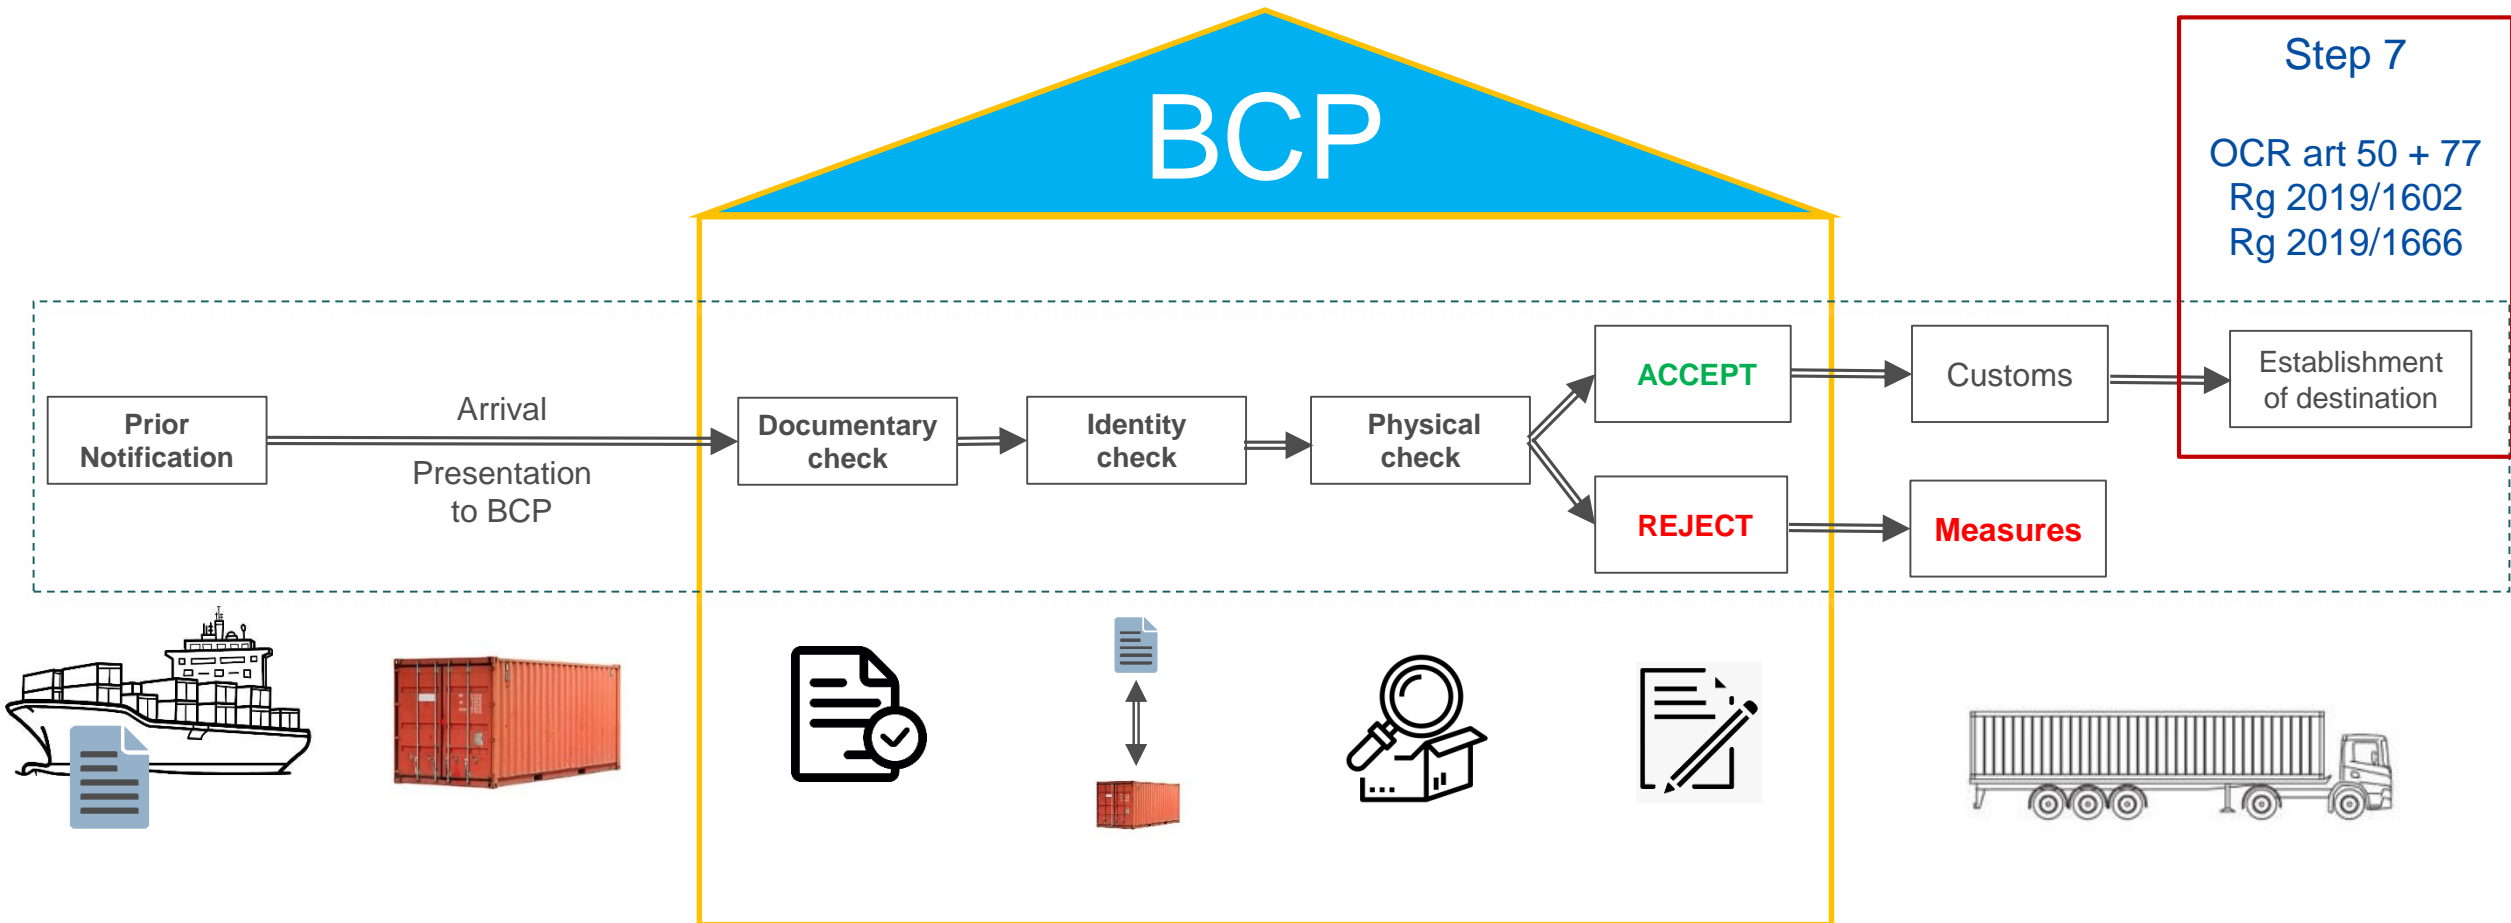 BCP
Step 7
OCR art 50 + 77
Rg 2019/1602
Rg 2019/1666
Prior
Notification
Arrival
Presentation
to BCP
Documentary
check
Identity
check
Physical
check
ACCEPT
REJECT
Customs
Measures
Establishment
of destination